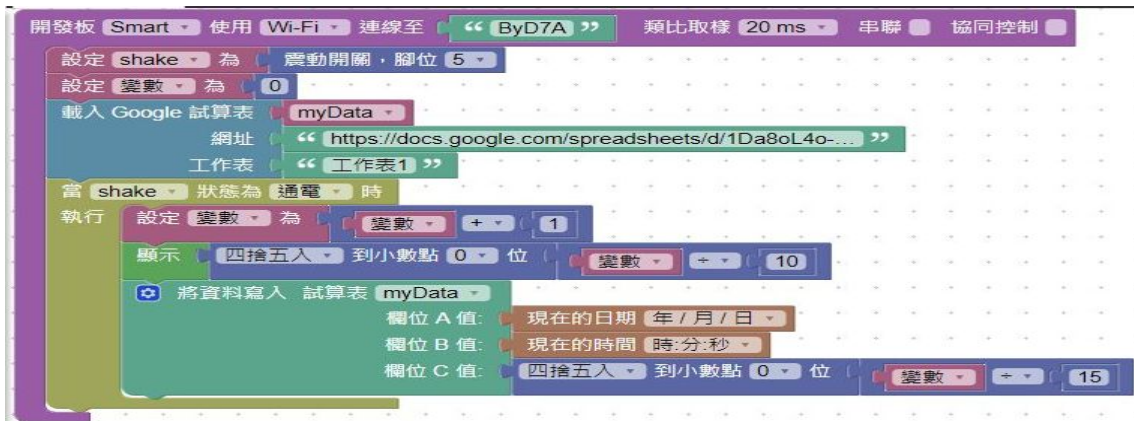 開發板 Smart 使用 Wi-Fi 連線至 “ ByD7A ” 類比取樣 20 ms 串聯 協同控制
設定 shake 為 震動開關，腳位 5
設定 變數 為 0
載入 Google 試算表 myData
網址 “ https://docs.google.com/spreadsheets/d/1Da8oL4o-... ”
工作表 “ 工作表1 ”
當 shake 狀態為 通電 時
執行 設定 變數 為 變數 + 1
顯示 四捨五入 到小數點 0 位 變數 ÷ 10
將資料寫入 試算表 myData
欄位 A 值: 現在的日期 年 / 月 / 日
欄位 B 值: 現在的時間 時:分:秒
欄位 C 值: 四捨五入 到小數點 0 位 變數 ÷ 15